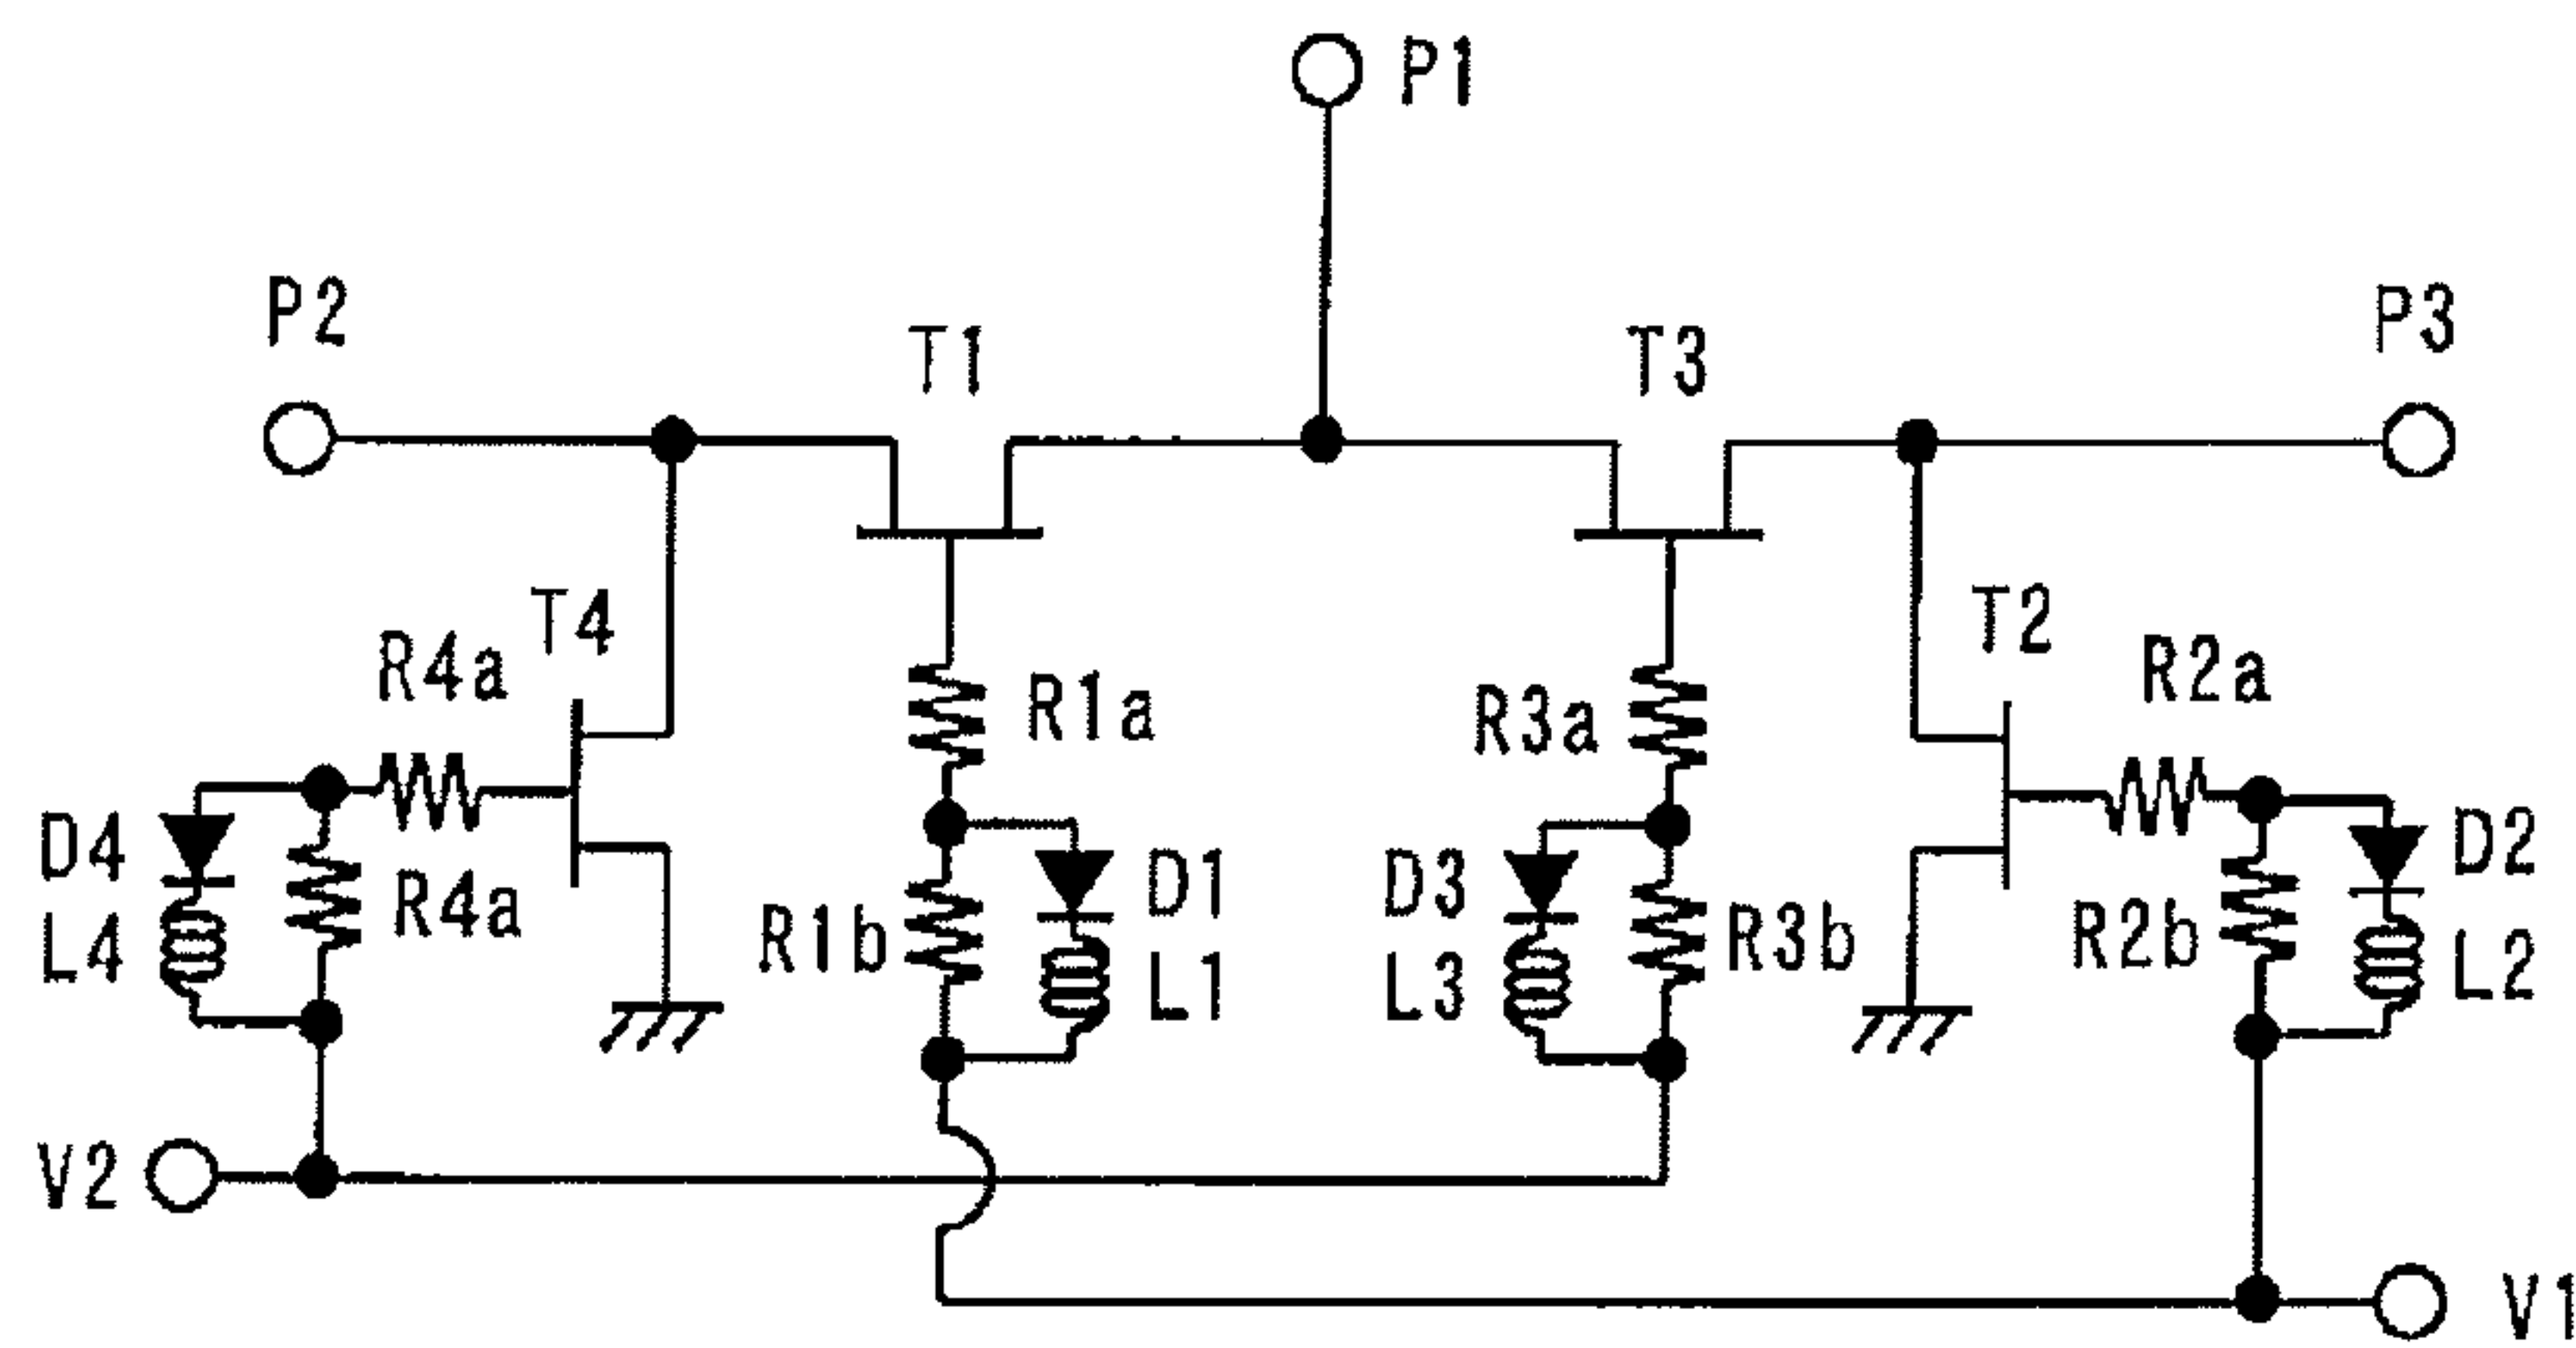 P1
P2
T1
T3
P3
T4
R4a
T2
R2a
R1a
R3a
D4
L4
R4a
R1b
D1
L1
D3
L3
R3b
R2b
D2
L2
V2
V1